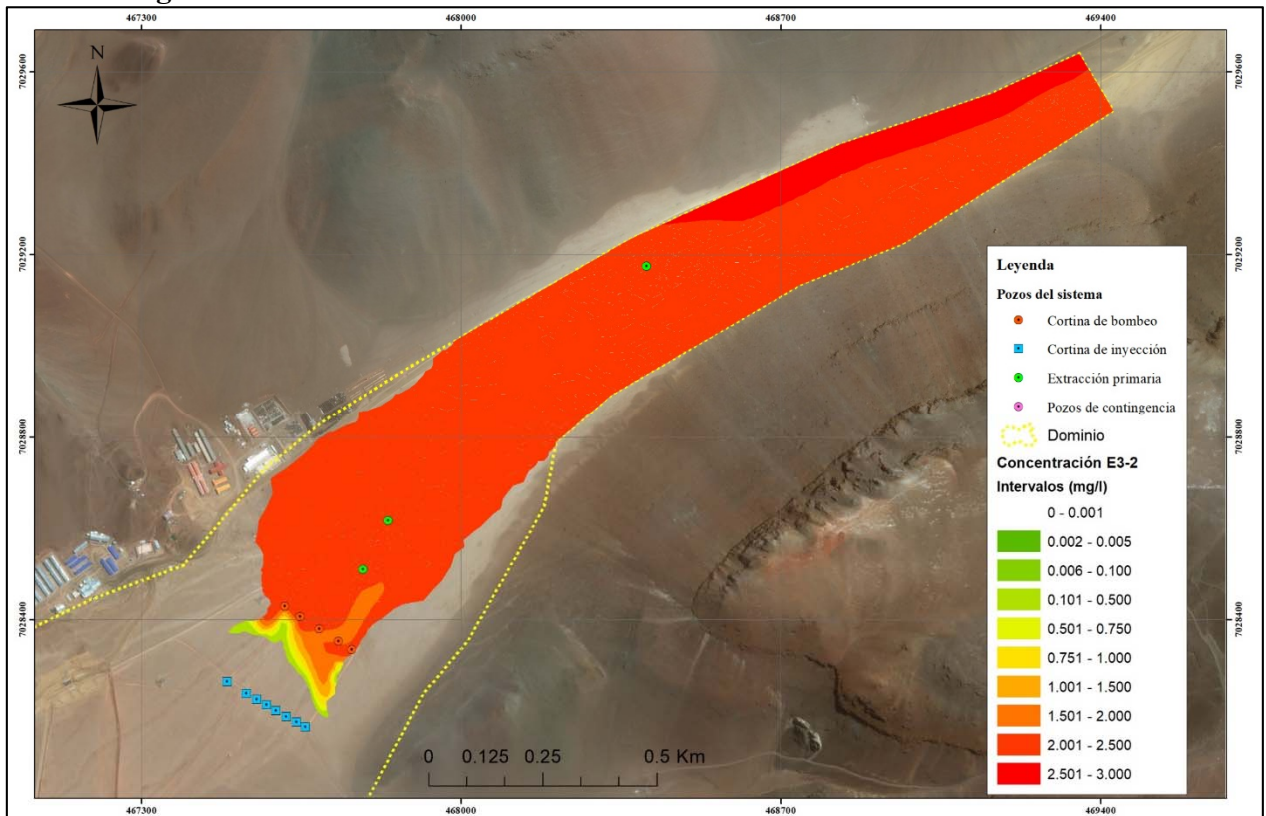 467300 468000 468700 469400
N
7029600 7029600
7029200 7029200
7028800 7028800
7028400 7028400
Leyenda
Pozos del sistema
Cortina de bombeo
Cortina de inyección
Extracción primaria
Pozos de contingencia
Dominio
Concentración E3-2
Intervalos (mg/l)
0 - 0.001
0.002 - 0.005
0.006 - 0.100
0.101 - 0.500
0.501 - 0.750
0.751 - 1.000
1.001 - 1.500
1.501 - 2.000
2.001 - 2.500
2.501 - 3.000
0 0.125 0.25 0.5 Km
467300 468000 468700 469400